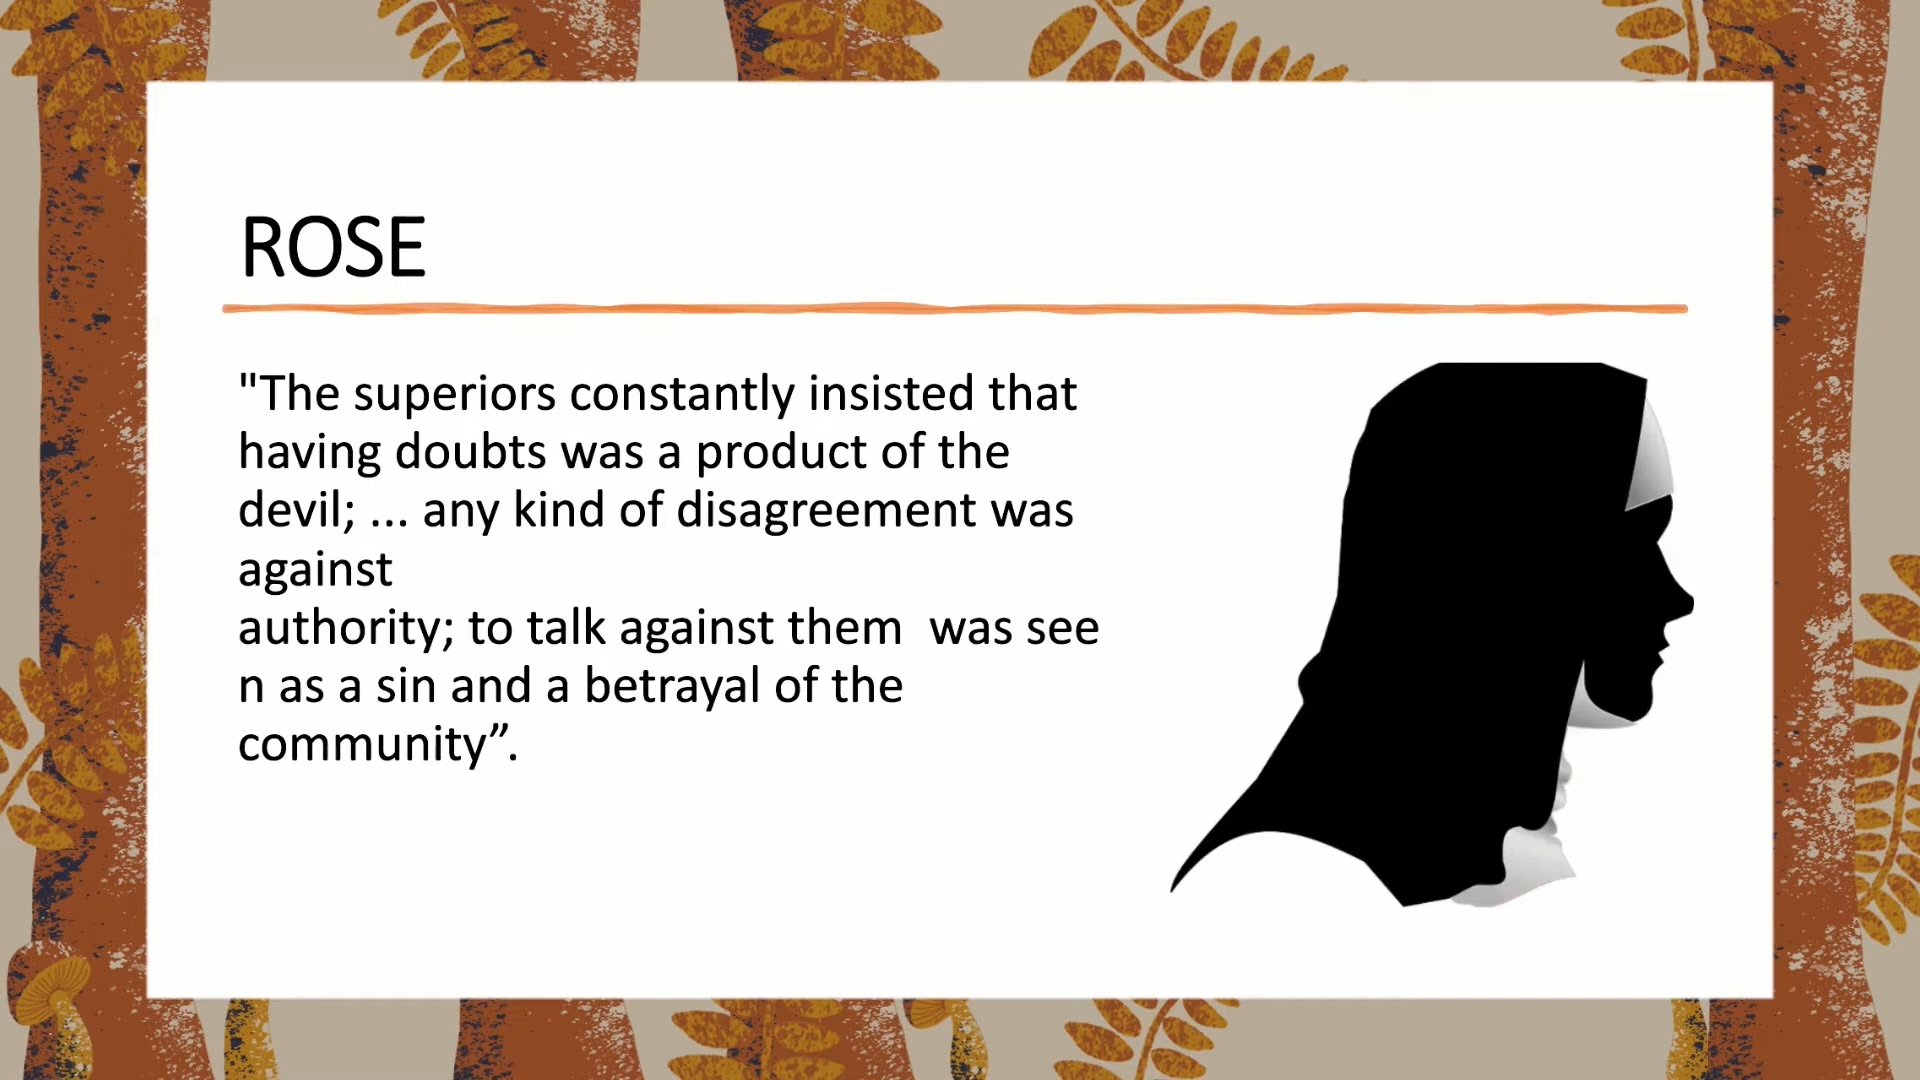 ROSE
"The superiors constantly insisted that
having doubts was a product of the
devil; ... any kind of disagreement was
against
authority; to talk against them  was see
n as a sin and a betrayal of the
community”.